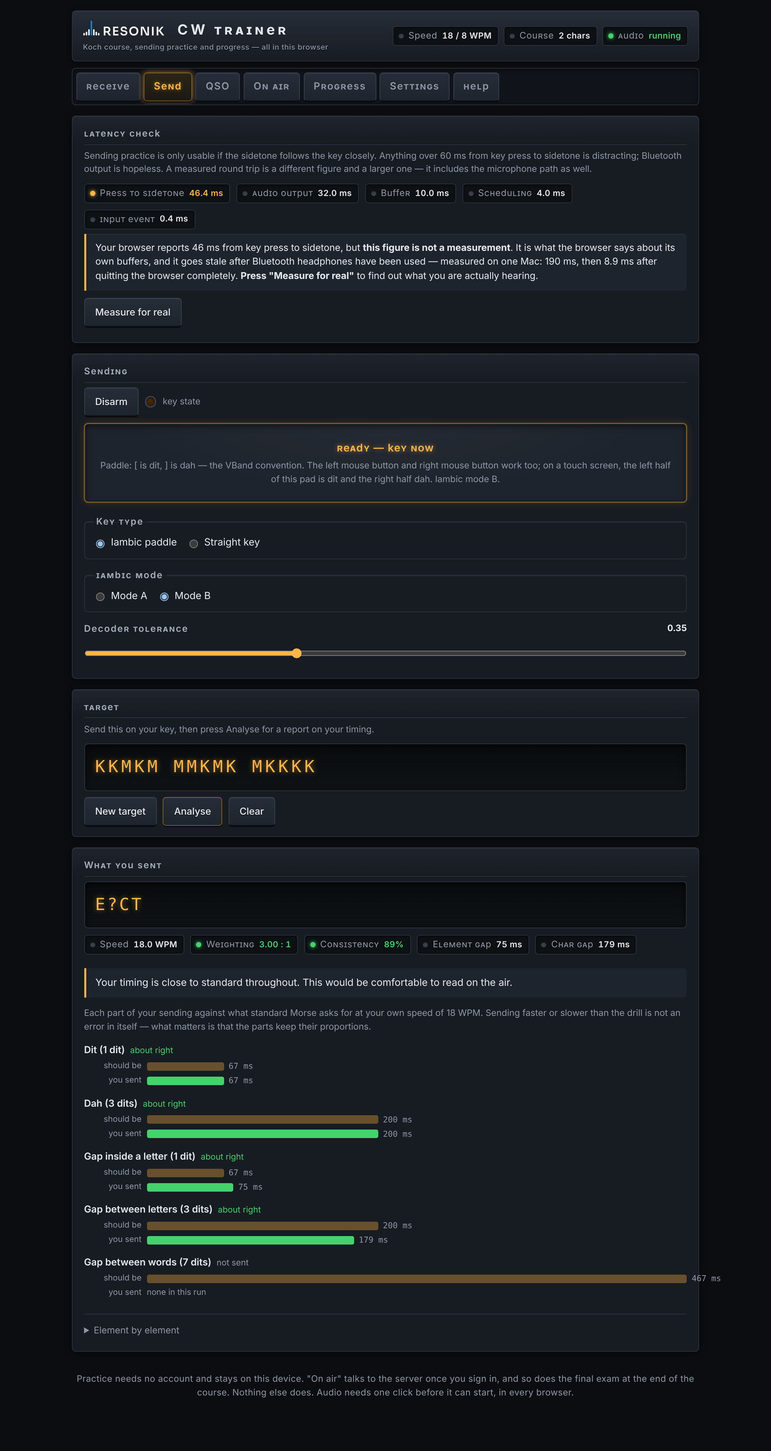 RESONIK CW Trainer
Koch course, sending practice and progress — all in this browser
Speed 18 / 8 WPM
Course 2 chars
Audio running
Receive Send QSO On air Progress Settings Help
Latency check
Sending practice is only usable if the sidetone follows the key closely. Anything over 60 ms from key press to sidetone is distracting; Bluetooth
output is hopeless. A measured round trip is a different figure and a larger one — it includes the microphone path as well.
Press to sidetone 46.4 ms
Audio output 32.0 ms
Buffer 10.0 ms
Scheduling 4.0 ms
Input event 0.4 ms
Your browser reports 46 ms from key press to sidetone, but this figure is not a measurement. It is what the browser says about its
own buffers, and it goes stale after Bluetooth headphones have been used — measured on one Mac: 190 ms, then 8.9 ms after
quitting the browser completely. Press "Measure for real" to find out what you are actually hearing.
Measure for real
Sending
Disarm key state
Ready — key now
Paddle: [ is dit, ] is dah — the VBand convention. The left mouse button and right mouse button work too; on a touch screen, the left half
of this pad is dit and the right half dah. Iambic mode B.
Key type
Iambic paddle Straight key
Iambic mode
Mode A Mode B
Decoder tolerance 0.35
Target
Send this on your key, then press Analyse for a report on your timing.
KKMKM MMKMK MKKKK
New target Analyse Clear
What you sent
E?CT
Speed 18.0 WPM
Weighting 3.00 : 1
Consistency 89%
Element gap 75 ms
Char gap 179 ms
Your timing is close to standard throughout. This would be comfortable to read on the air.
Each part of your sending against what standard Morse asks for at your own speed of 18 WPM. Sending faster or slower than the drill is not an
error in itself — what matters is that the parts keep their proportions.
Dit (1 dit) about right
should be 67 ms
you sent 67 ms
Dah (3 dits) about right
should be 200 ms
you sent 200 ms
Gap inside a letter (1 dit) about right
should be 67 ms
you sent 75 ms
Gap between letters (3 dits) about right
should be 200 ms
you sent 179 ms
Gap between words (7 dits) not sent
should be 467 ms
you sent none in this run
Element by element
Practice needs no account and stays on this device. "On air" talks to the server once you sign in, and so does the final exam at the end of the
course. Nothing else does. Audio needs one click before it can start, in every browser.